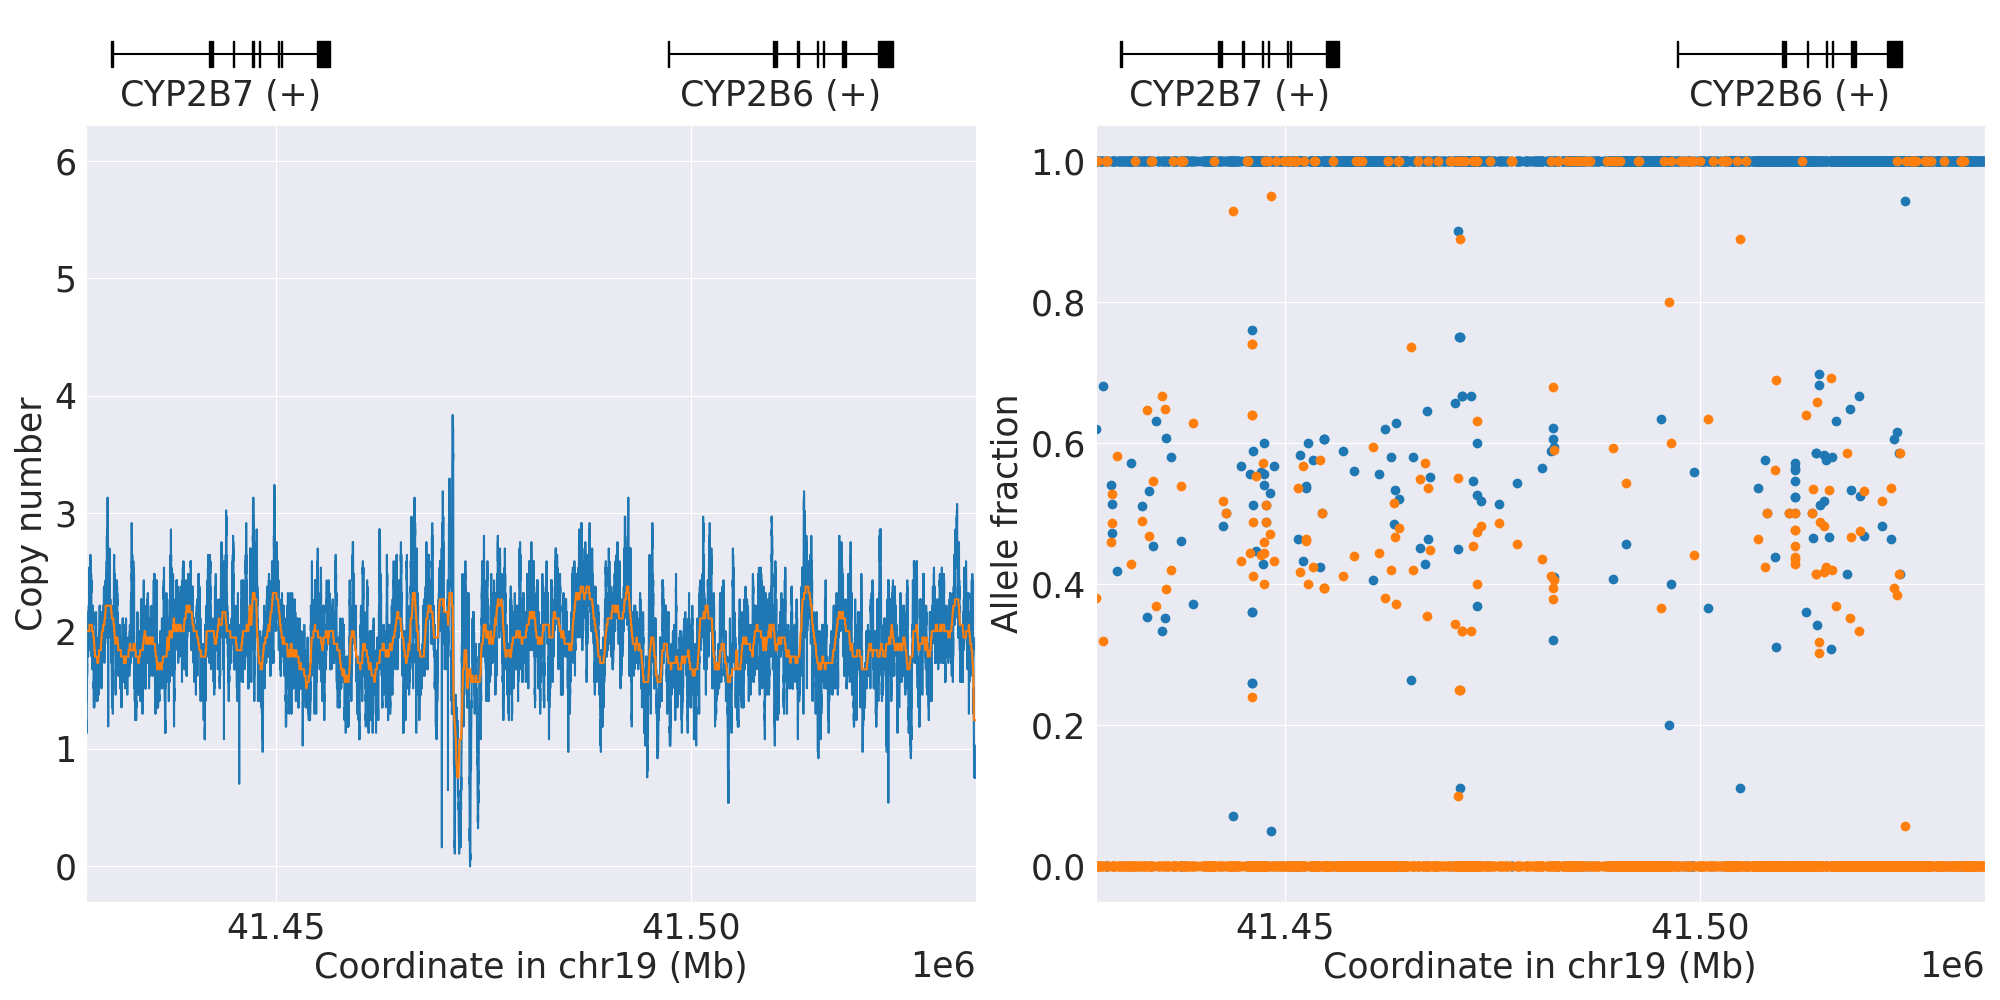 CYP2B7 (+)
CYP2B6 (+)
Copy number
6
5
4
3
2
1
0
41.45
41.50
Coordinate in chr19 (Mb)
1e6
CYP2B7 (+)
CYP2B6 (+)
Allele fraction
1.0
0.8
0.6
0.4
0.2
0.0
41.45
41.50
Coordinate in chr19 (Mb)
1e6